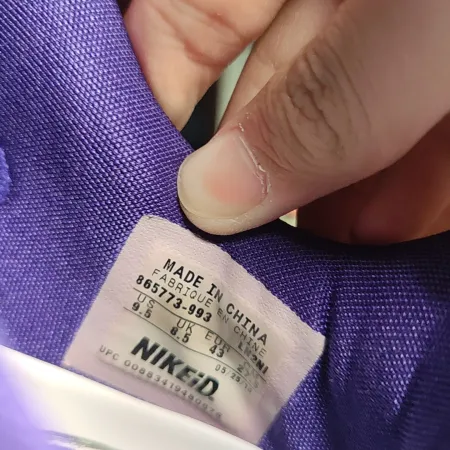 MADE IN CHINA
FABRIQUE EN CHINE
865773-993
US UK EUR
9.5 8.5 43
NIKEiD
UPC